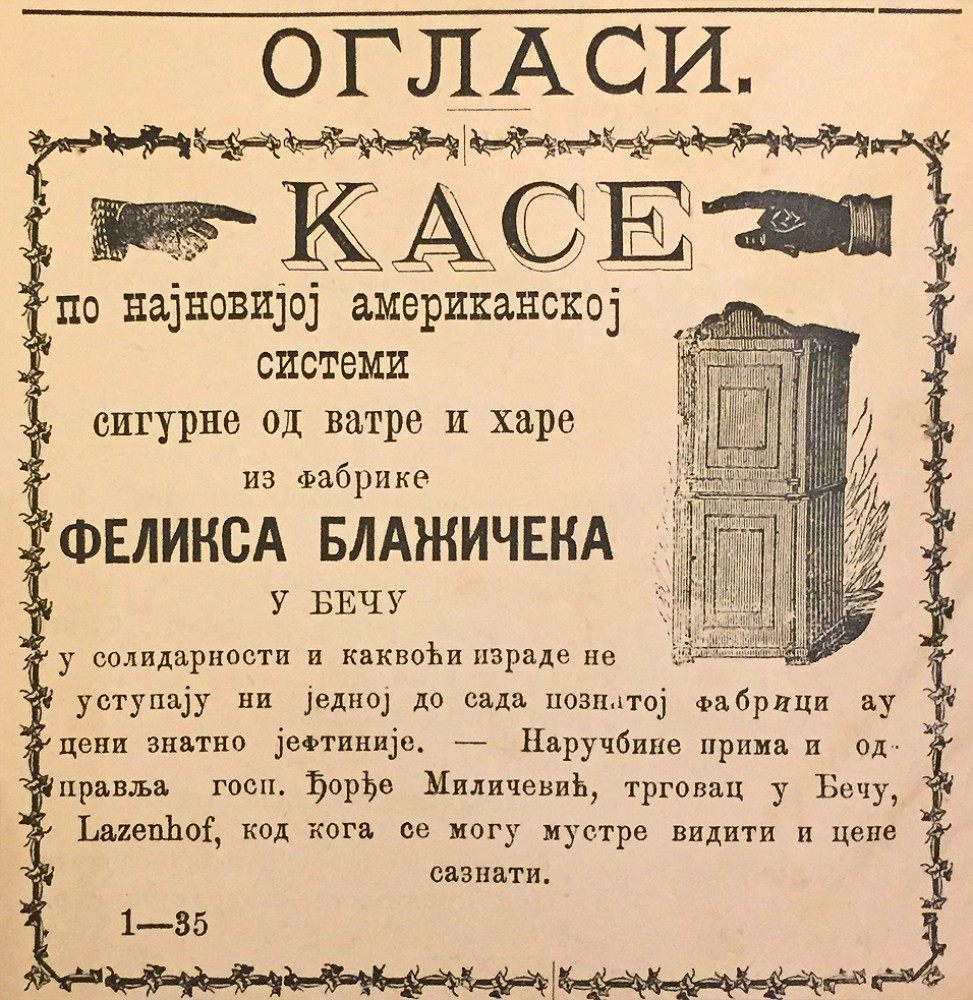 ОГЛАСИ.
КАСЕ
по најновијој американској
системи
сигурне од ватре и харе
из фабрике
ФЕЛИКСА БЛАЖИЧЕКА
У БЕЧУ
у солидарности и каквоћи израде не
уступају ни једној до сада познатој фабрици ау
цени знатно јефтиније. — Наручбине прима и од-
правља госп. Ђорђе Миличевић, трговац у Бечу,
Lazenhof, код кога се могу мустре видити и цене
сазнати.
1—35